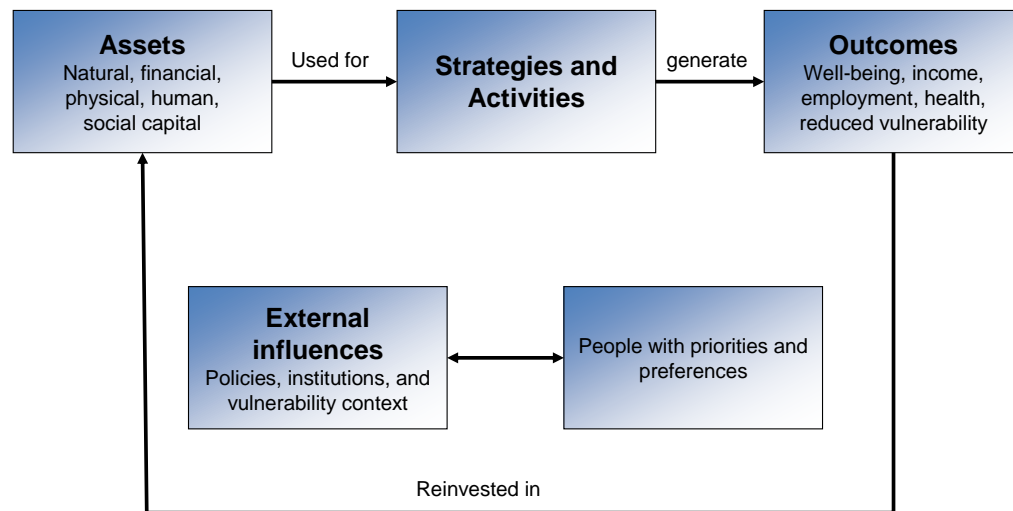 Assets
Natural, financial,
physical, human,
social capital
Used for
Strategies and
Activities
generate
Outcomes
Well-being, income,
employment, health,
reduced vulnerability
External
influences
Policies, institutions, and
vulnerability context
People with priorities and
preferences
Reinvested in